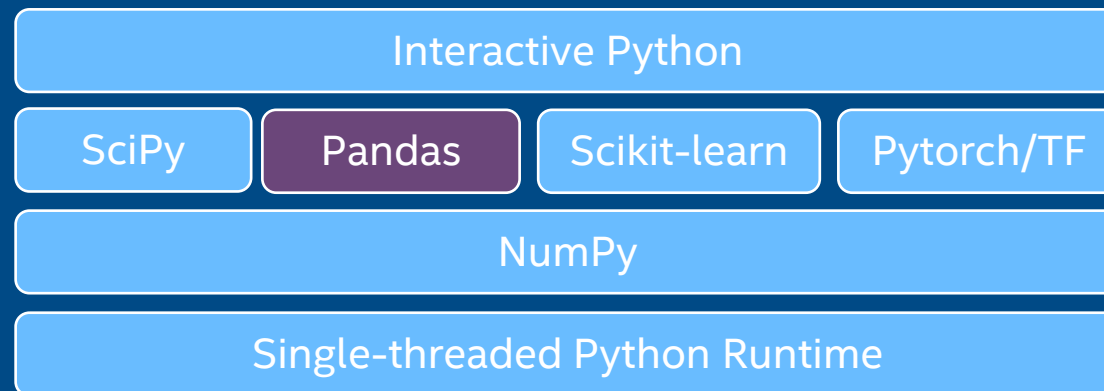 Interactive Python
SciPy Pandas Scikit-learn Pytorch/TF
NumPy
Single-threaded Python Runtime